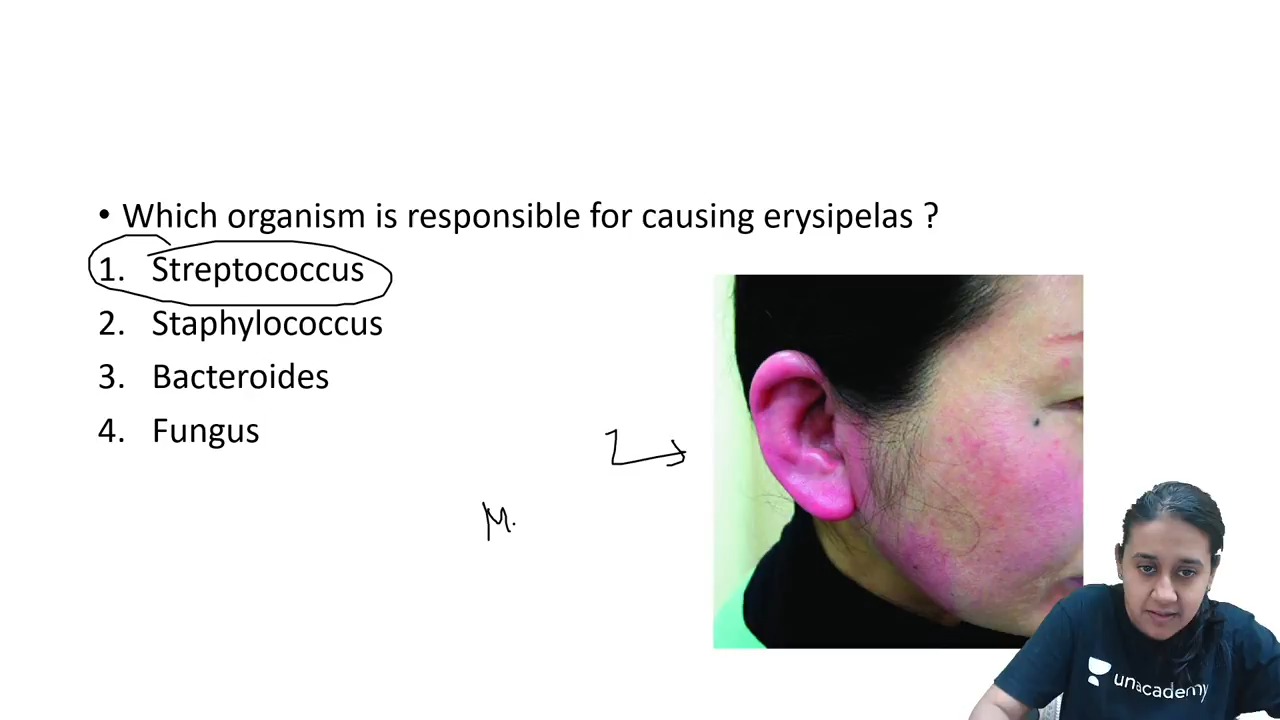 • Which organism is responsible for causing erysipelas ?
1. Streptococcus
2. Staphylococcus
3. Bacteroides
4. Fungus
M.
unacademy